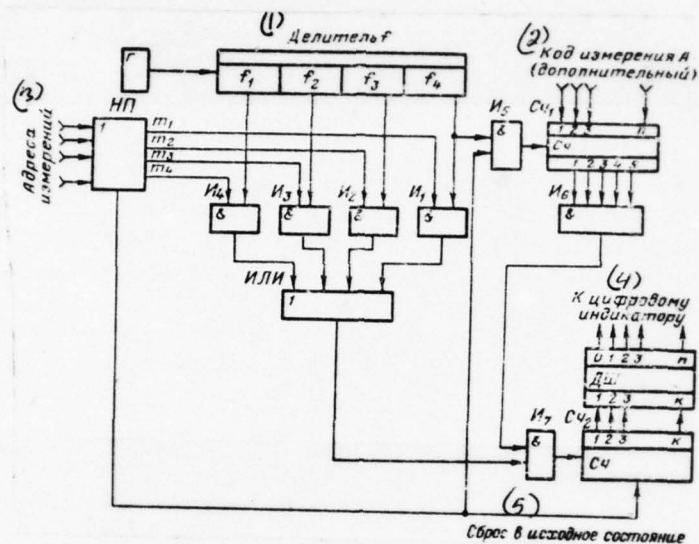 (1)
Делитель f
(2)
Код измерения А
(дополнительный)
Г
f1 f2 f3 f4
(3)
НП
И5
Сч1
1
&
1 2 3 п
Сч
1 2 3 4 5
Адреса
измерений
m1
m2
m3
m4
И4 И3 И2 И1
& & & &
И6
&
ИЛИ
1
(4)
К цифровому
индикатору
0 1 2 3 п
ДШ
1 2 3 к
И7
Сч2
&
1 2 3 к
Сч
(5)
Сброс в исходное состояние